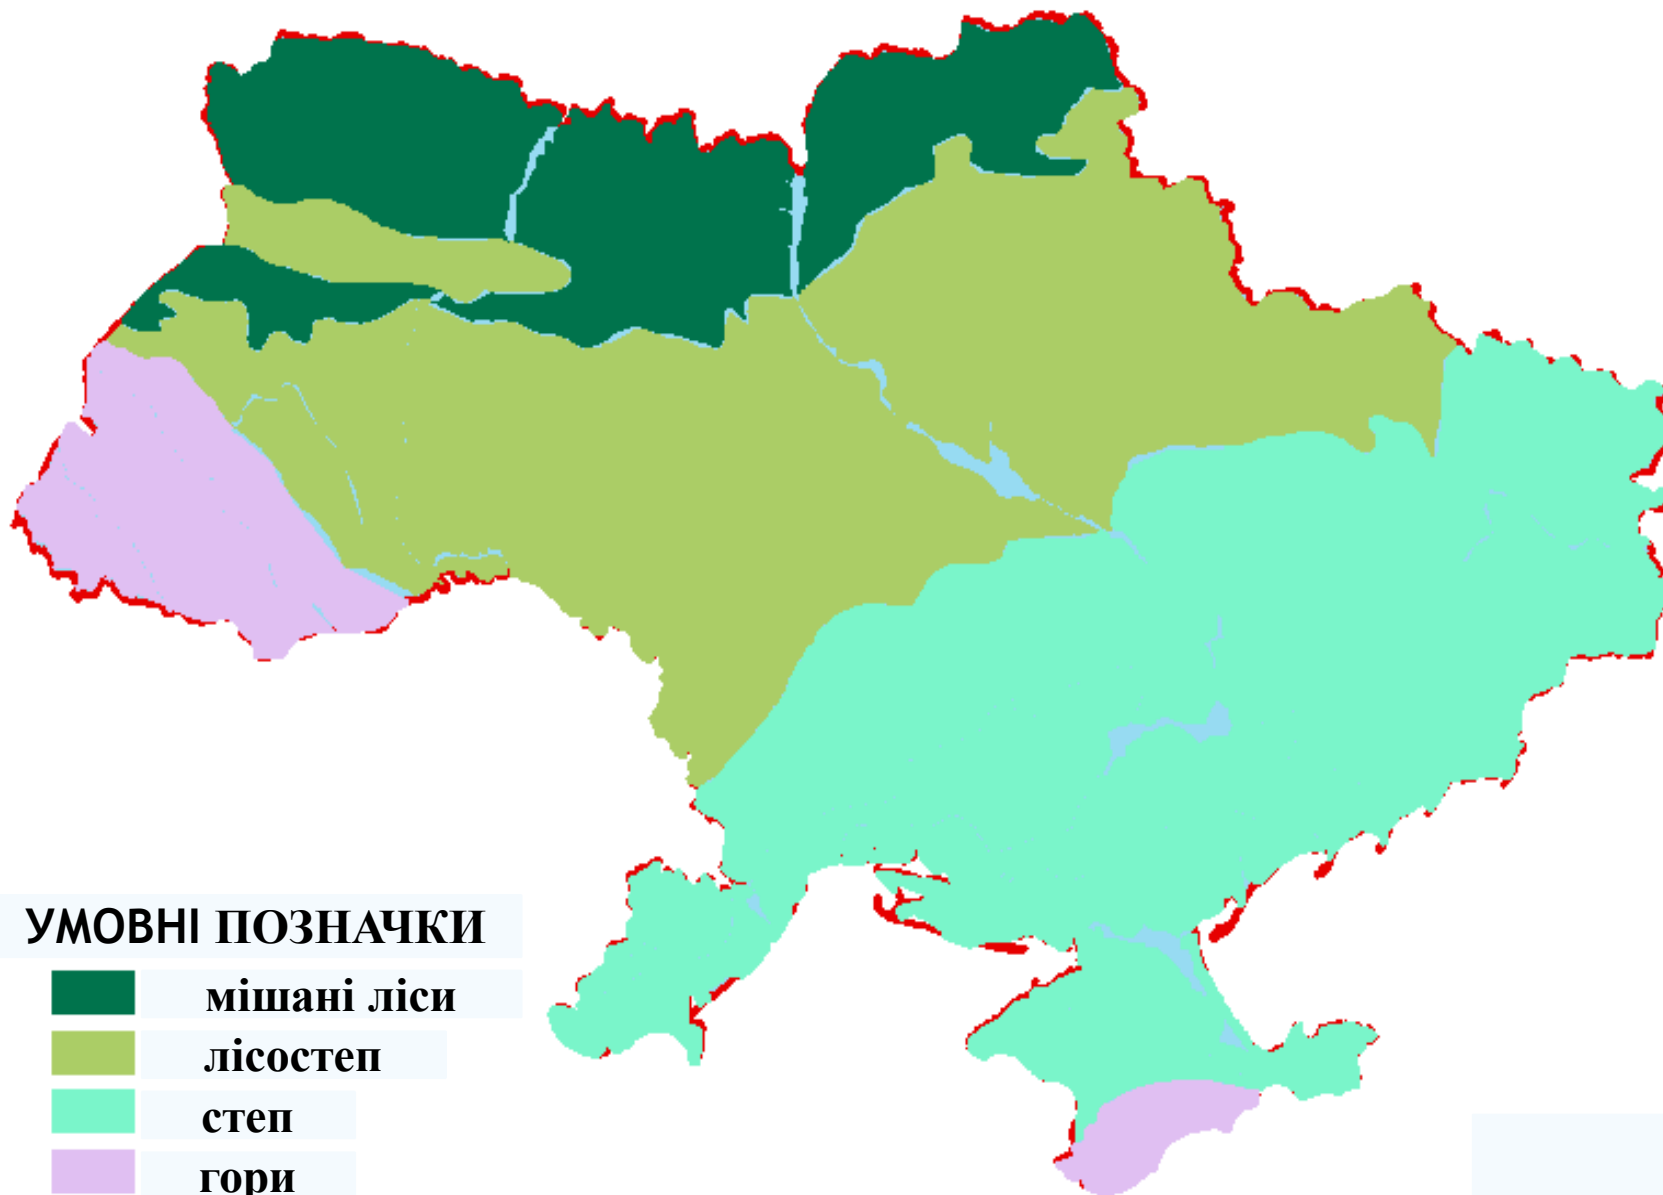 УМОВНІ ПОЗНАЧКИ
мішані ліси
лісостеп
степ
гори